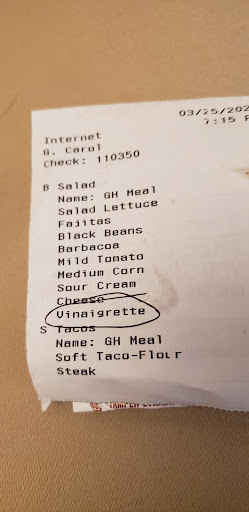 03/25/202
7:15 P
Internet
G. Carol
Check: 110350
B Salad
Name: GH Meal
Salad Lettuce
Fajitas
Black Beans
Barbacoa
Mild Tomato
Medium Corn
Sour Cream
Cheese
Vinaigrette
S Tacos
Name: GH Meal
Soft Taco-Flour
Steak